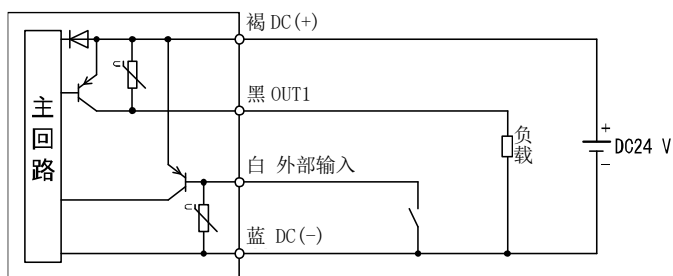 褐 DC(+)
主回路
U
黑 OUT1
负载
+
DC24 V
−
白 外部输入
U
蓝 DC(-)